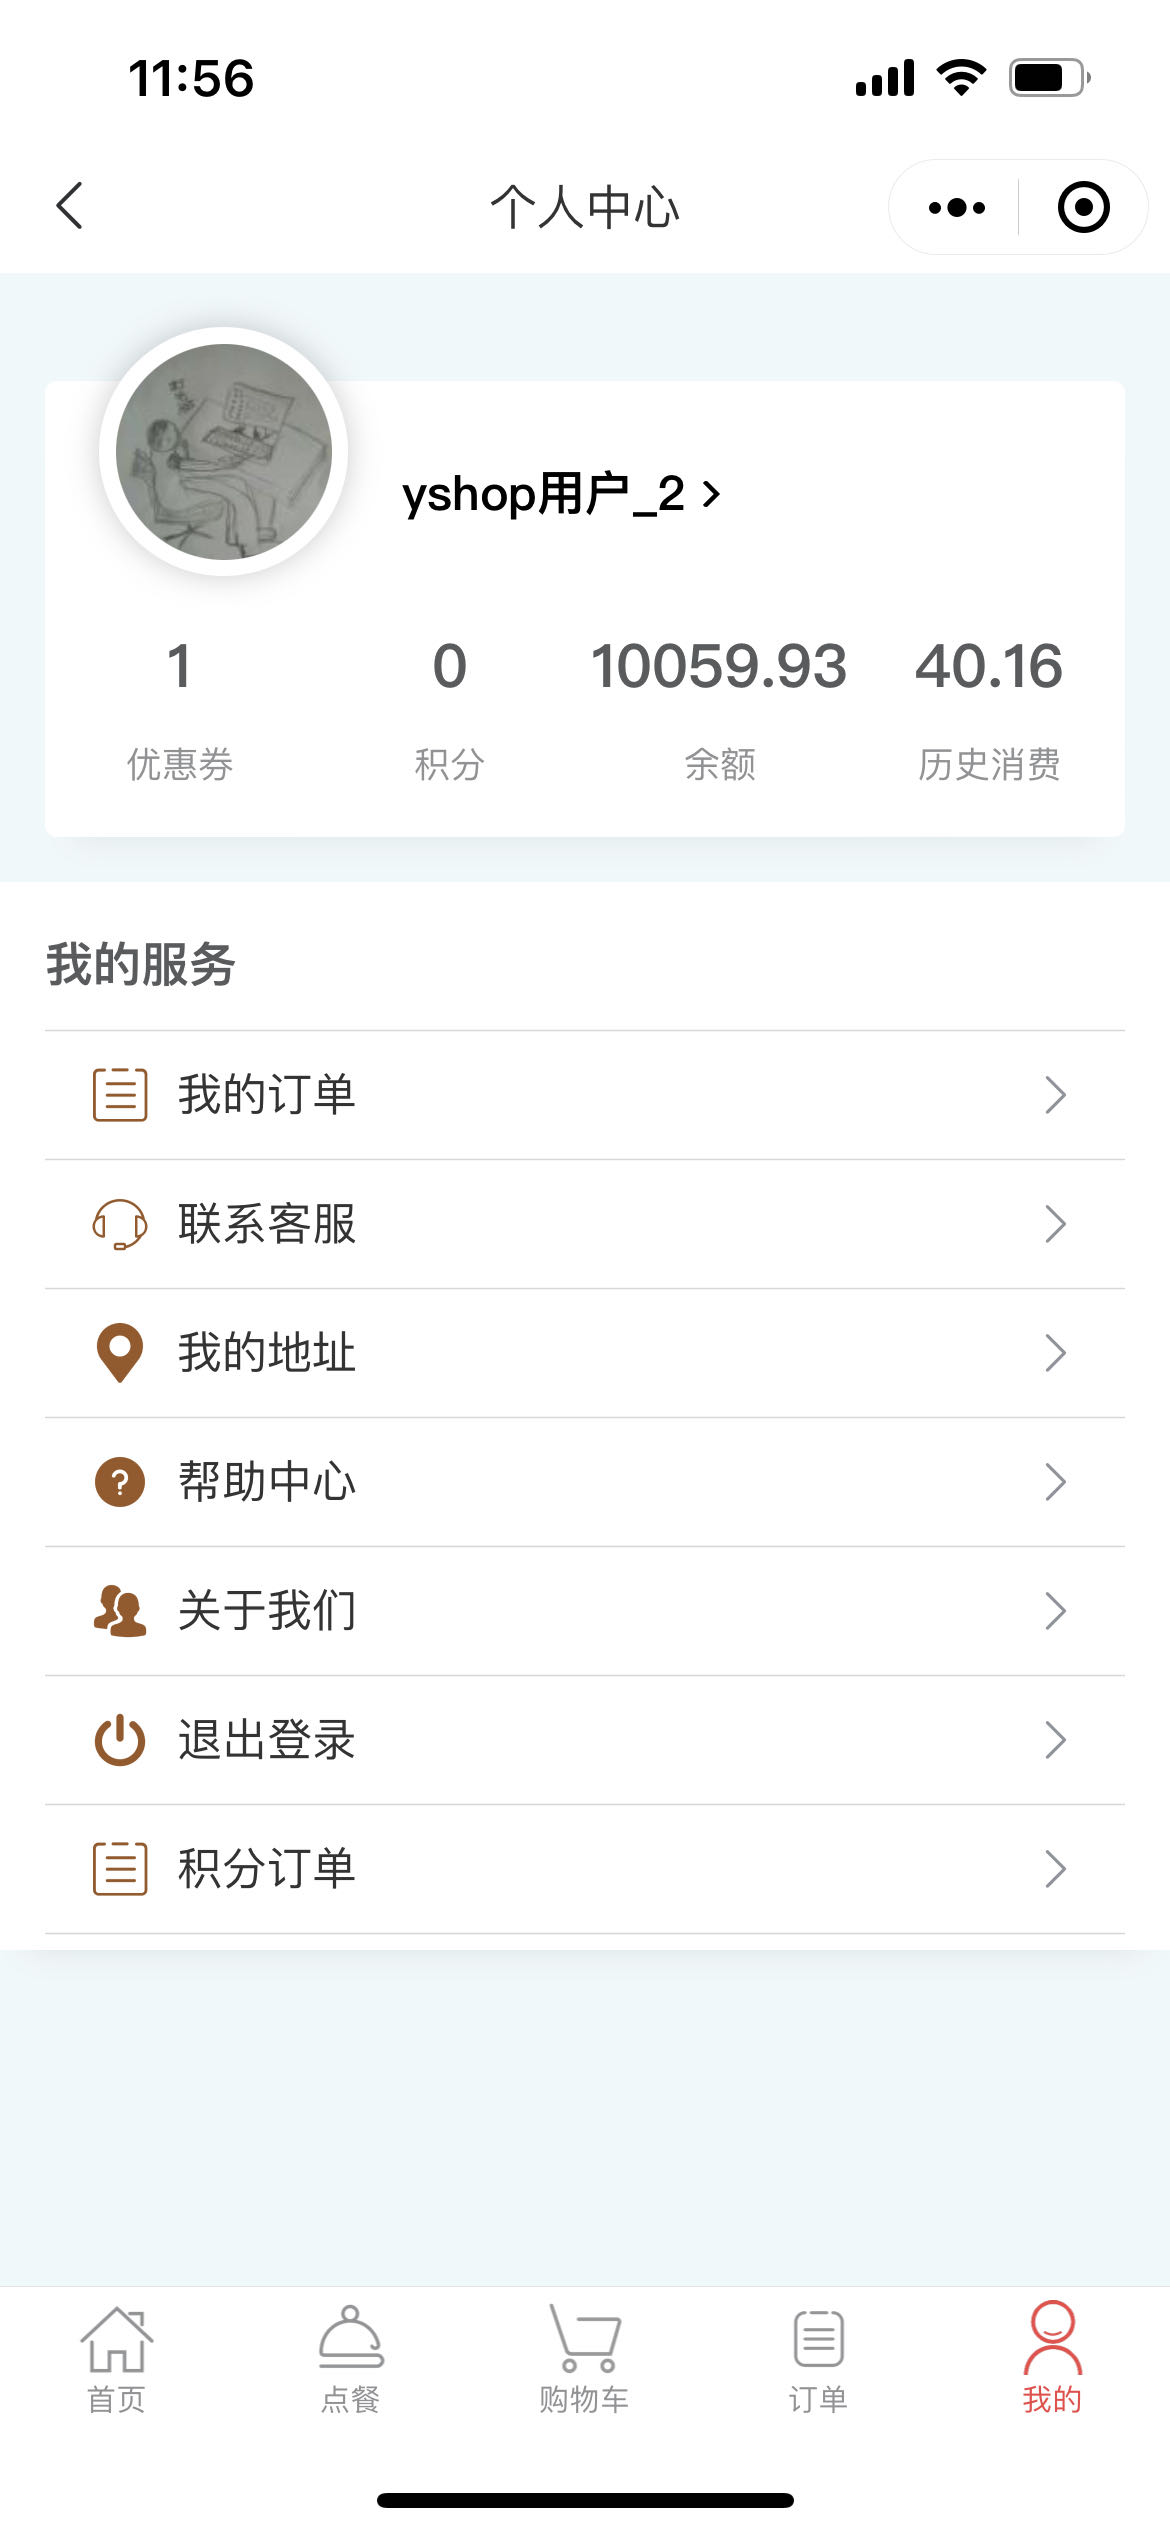 11:56
个人中心
yshop用户_2
1 0 10059.93 40.16
优惠券 积分 余额 历史消费
我的服务
我的订单
联系客服
我的地址
帮助中心
关于我们
退出登录
积分订单
首页 点餐 购物车 订单 我的